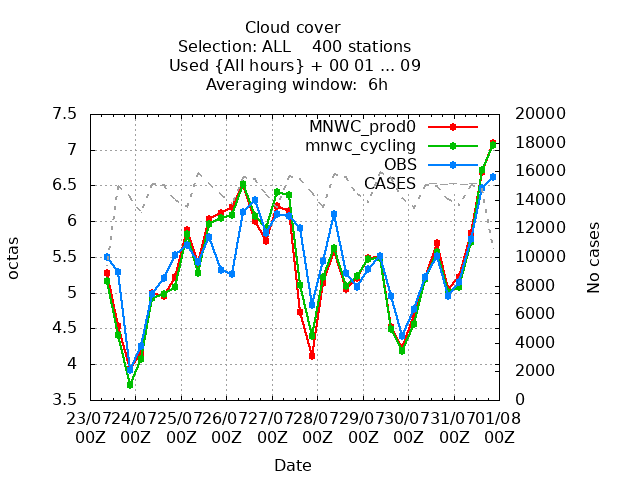 Cloud cover
Selection: ALL    400 stations
Used {All hours} + 00 01 ... 09
Averaging window:  6h
7.5
7
6.5
6
5.5
5
4.5
4
3.5
octas
20000
18000
16000
14000
12000
10000
8000
6000
4000
2000
0
No cases
MNWC_prod0
mnwc_cycling
OBS
CASES
23/07 24/07 25/07 26/07 27/07 28/07 29/07 30/07 31/07 01/08
00Z 00Z 00Z 00Z 00Z 00Z 00Z 00Z 00Z 00Z
Date